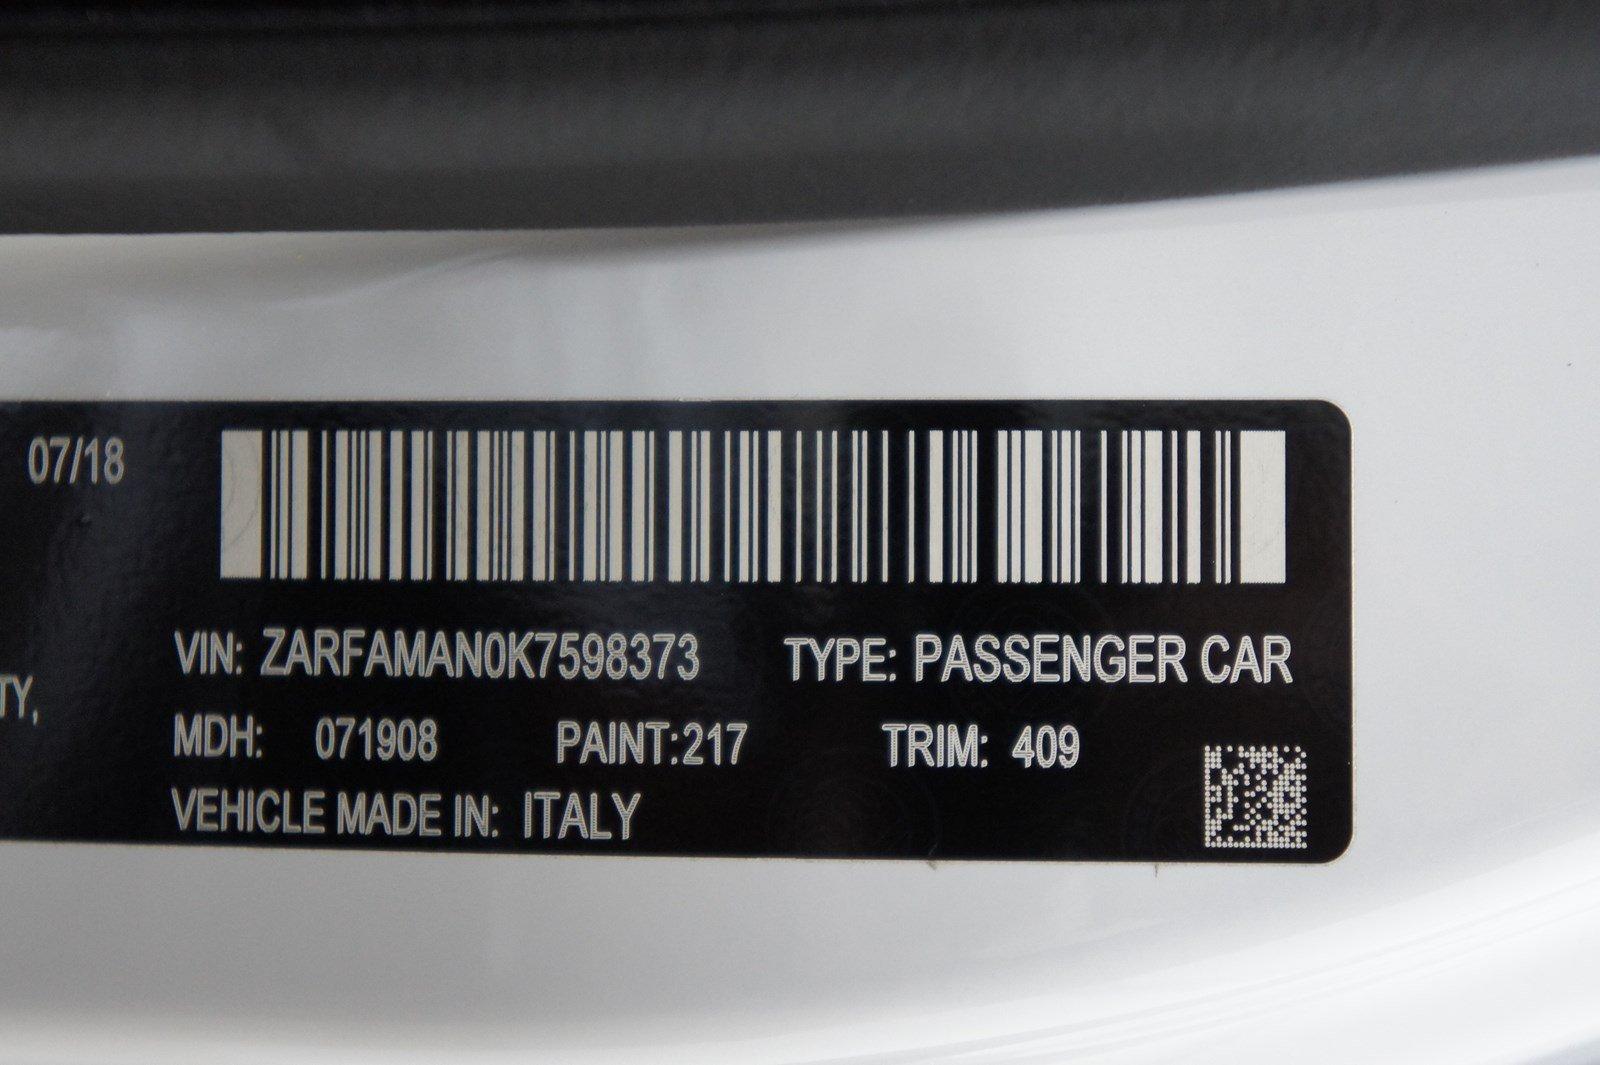 07/18
VIN: ZARFAMAN0K7598373 TYPE: PASSENGER CAR
TY,
MDH: 071908 PAINT:217 TRIM: 409
VEHICLE MADE IN: ITALY